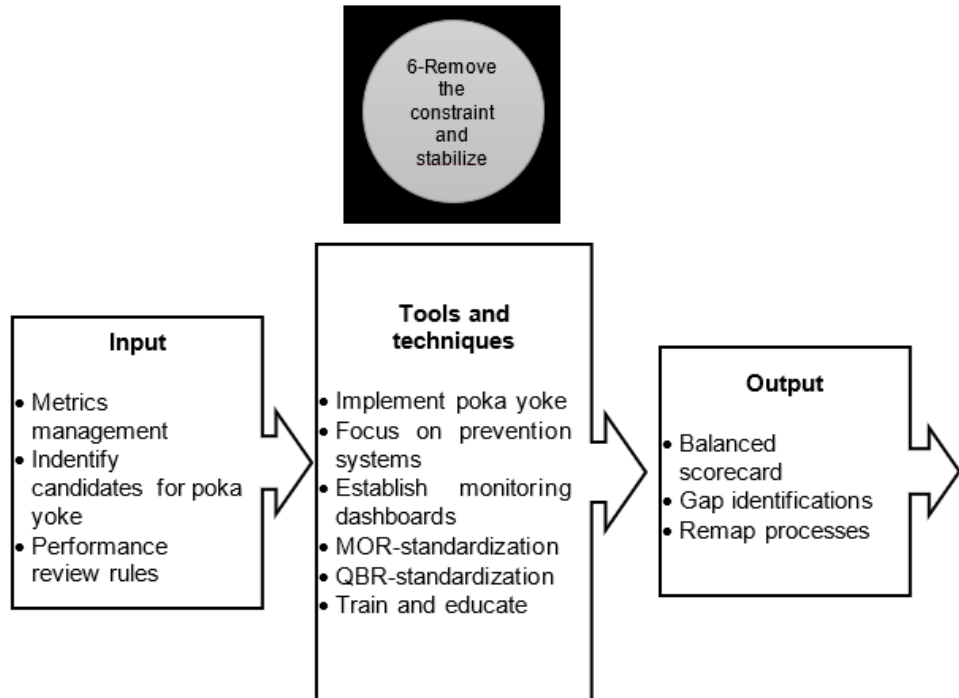 6-Remove
the
constraint
and
stabilize
Input
• Metrics
management
• Indentify
candidates for poka
yoke
• Performance
review rules
Tools and
techniques
• Implement poka yoke
• Focus on prevention
systems
• Establish monitoring
dashboards
• MOR-standardization
• QBR-standardization
• Train and educate
Output
• Balanced
scorecard
• Gap identifications
• Remap processes